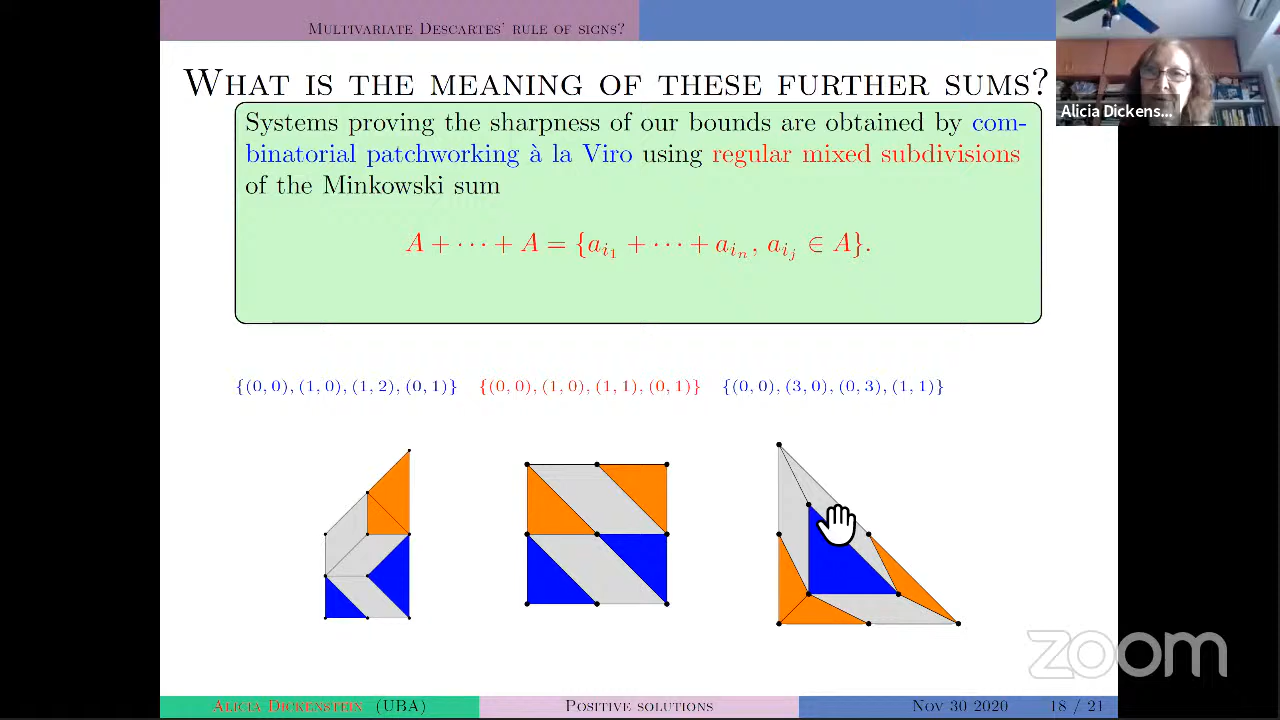 Multivariate Descartes' rule of signs?
What is the meaning of these further sums?
Systems proving the sharpness of our bounds are obtained by com-
binatorial patchworking à la Viro using regular mixed subdivisions
of the Minkowski sum
A + ··· + A = {a_{i_1} + ··· + a_{i_n}, a_{i_j} ∈ A}.
{(0, 0), (1, 0), (1, 2), (0, 1)} {(0, 0), (1, 0), (1, 1), (0, 1)} {(0, 0), (3, 0), (0, 3), (1, 1)}
Alicia Dickens...
zoom
Alicia Dickenstein (UBA) Positive solutions Nov 30 2020 18 / 21